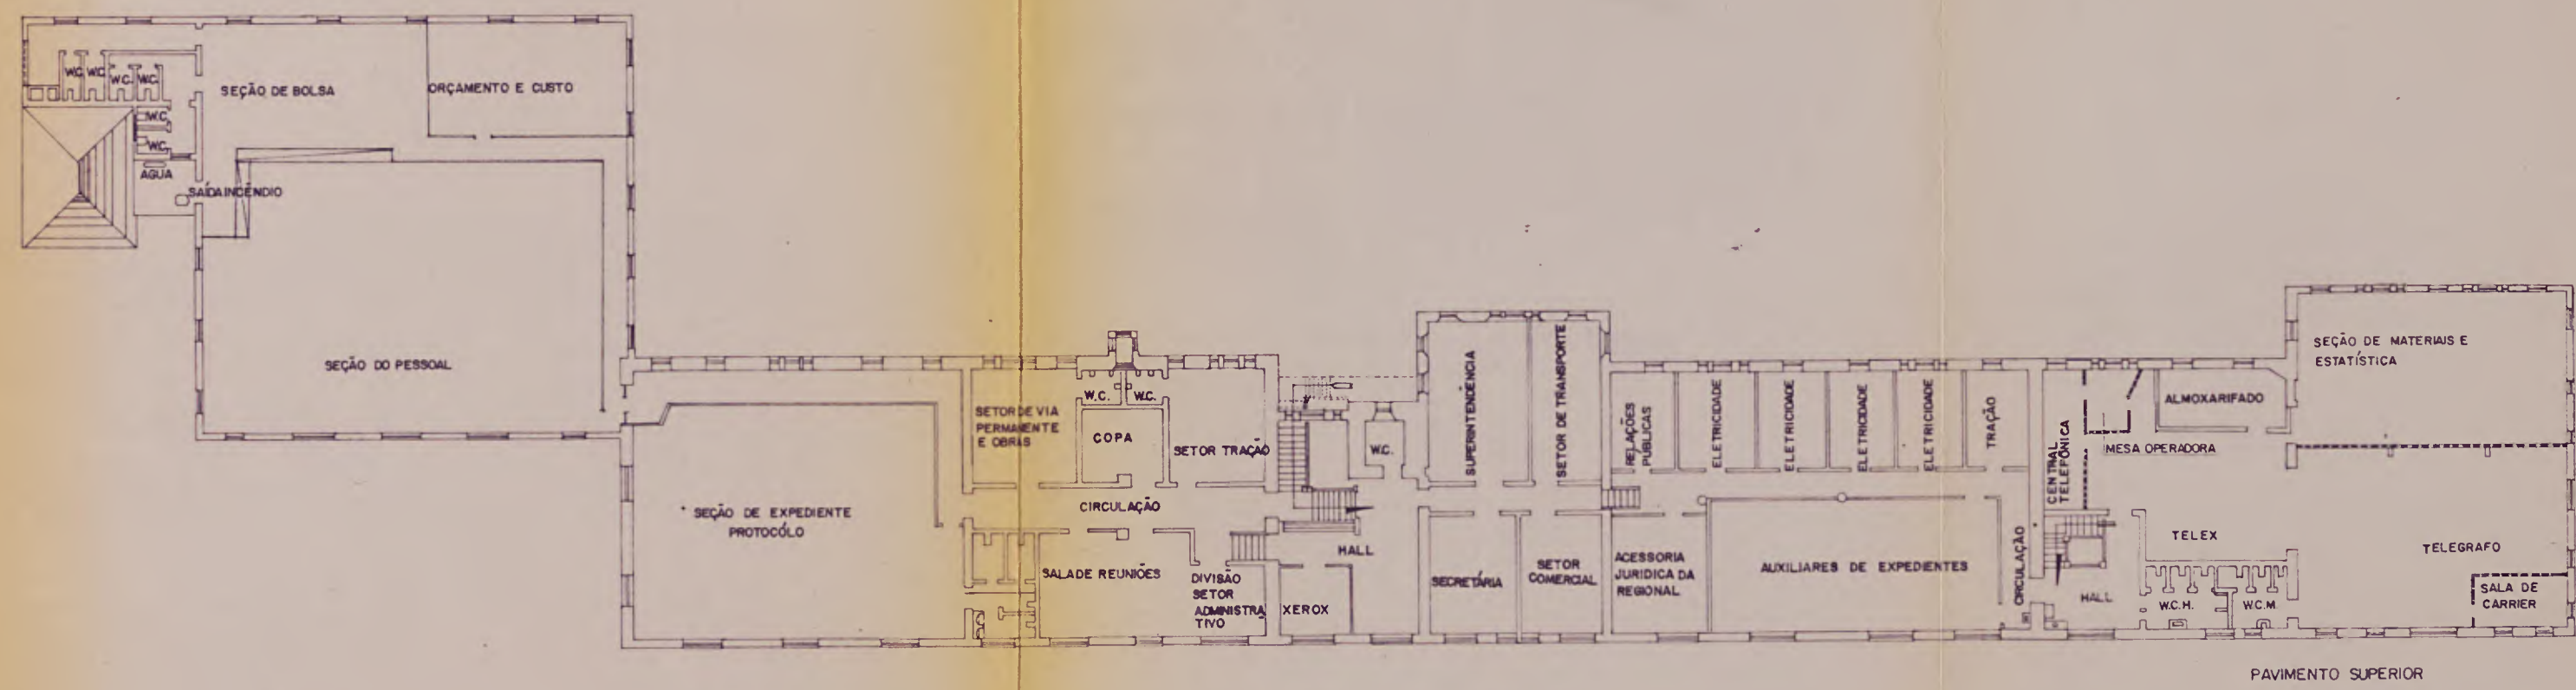 W.C.
W.C.
W.C.
W.C.
SEÇÃO DE BOLSA
ORÇAMENTO E CUSTO
W.C.
W.C.
AGUA
SAÍDA INCÊNDIO
SEÇÃO DO PESSOAL
SEÇÃO DE EXPEDIENTE
PROTOCÓLO
SETOR DE VIA
PERMANENTE
E OBRAS
W.C.
W.C.
COPA
SETOR TRAÇÃO
CIRCULAÇÃO
SALA DE REUNIÕES
DIVISÃO
SETOR
ADMINISTRA
TIVO
W.C.
HALL
XEROX
SUPERINTENDÊNCIA
SETOR DE TRANSPORTE
SECRETÁRIA
SETOR
COMERCIAL
RELAÇÕES
PUBLICAS
ELETRICIDADE
ELETRICIDADE
ELETRICIDADE
ELETRICIDADE
TRAÇÃO
ACESSORIA
JURIDICA DA
REGIONAL
AUXILIARES DE EXPEDIENTES
CIRCULAÇÃO
CENTRAL
TELEFÔNICA
MESA OPERADORA
ALMOXARIFADO
SEÇÃO DE MATERIAIS E
ESTATÍSTICA
TELEX
TELEGRAFO
HALL
W.C.H.
W.C.M.
SALA DE
CARRIER
PAVIMENTO SUPERIOR